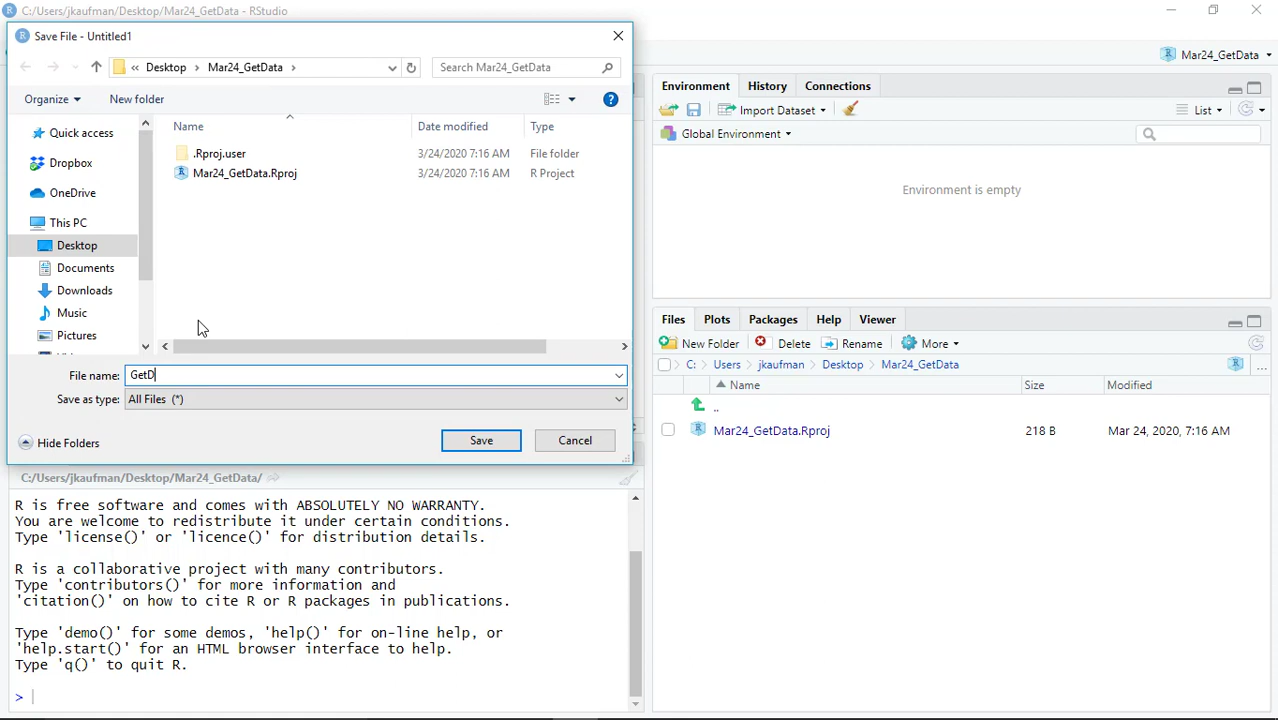 C:/Users/jkaufman/Desktop/Mar24_GetData - RStudio
Save File - Untitled1
« Desktop › Mar24_GetData ›
Search Mar24_GetData
Organize
New folder
Quick access
Dropbox
OneDrive
This PC
Desktop
Documents
Downloads
Music
Pictures
Name Date modified Type
.Rproj.user 3/24/2020 7:16 AM File folder
Mar24_GetData.Rproj 3/24/2020 7:16 AM R Project
File name: GetD
Save as type: All Files (*)
Hide Folders
Save
Cancel
Mar24_GetData
Environment History Connections
Import Dataset
List
Global Environment
Environment is empty
Files Plots Packages Help Viewer
New Folder Delete Rename More
C: › Users › jkaufman › Desktop › Mar24_GetData
...
Name Size Modified
..
Mar24_GetData.Rproj 218 B Mar 24, 2020, 7:16 AM
C:/Users/jkaufman/Desktop/Mar24_GetData/
R is free software and comes with ABSOLUTELY NO WARRANTY.
You are welcome to redistribute it under certain conditions.
Type 'license()' or 'licence()' for distribution details.
R is a collaborative project with many contributors.
Type 'contributors()' for more information and
'citation()' on how to cite R or R packages in publications.
Type 'demo()' for some demos, 'help()' for on-line help, or
'help.start()' for an HTML browser interface to help.
Type 'q()' to quit R.
>